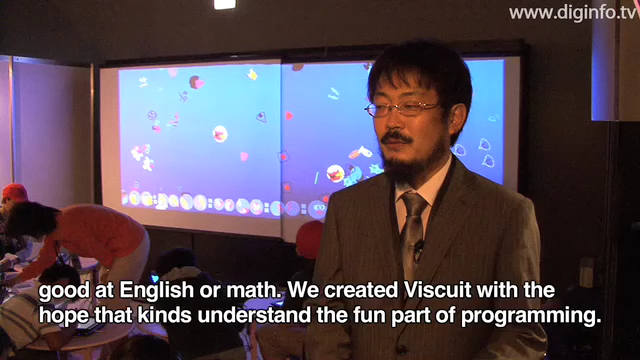 www.diginfo.tv
good at English or math. We created Viscuit with the
hope that kinds understand the fun part of programming.